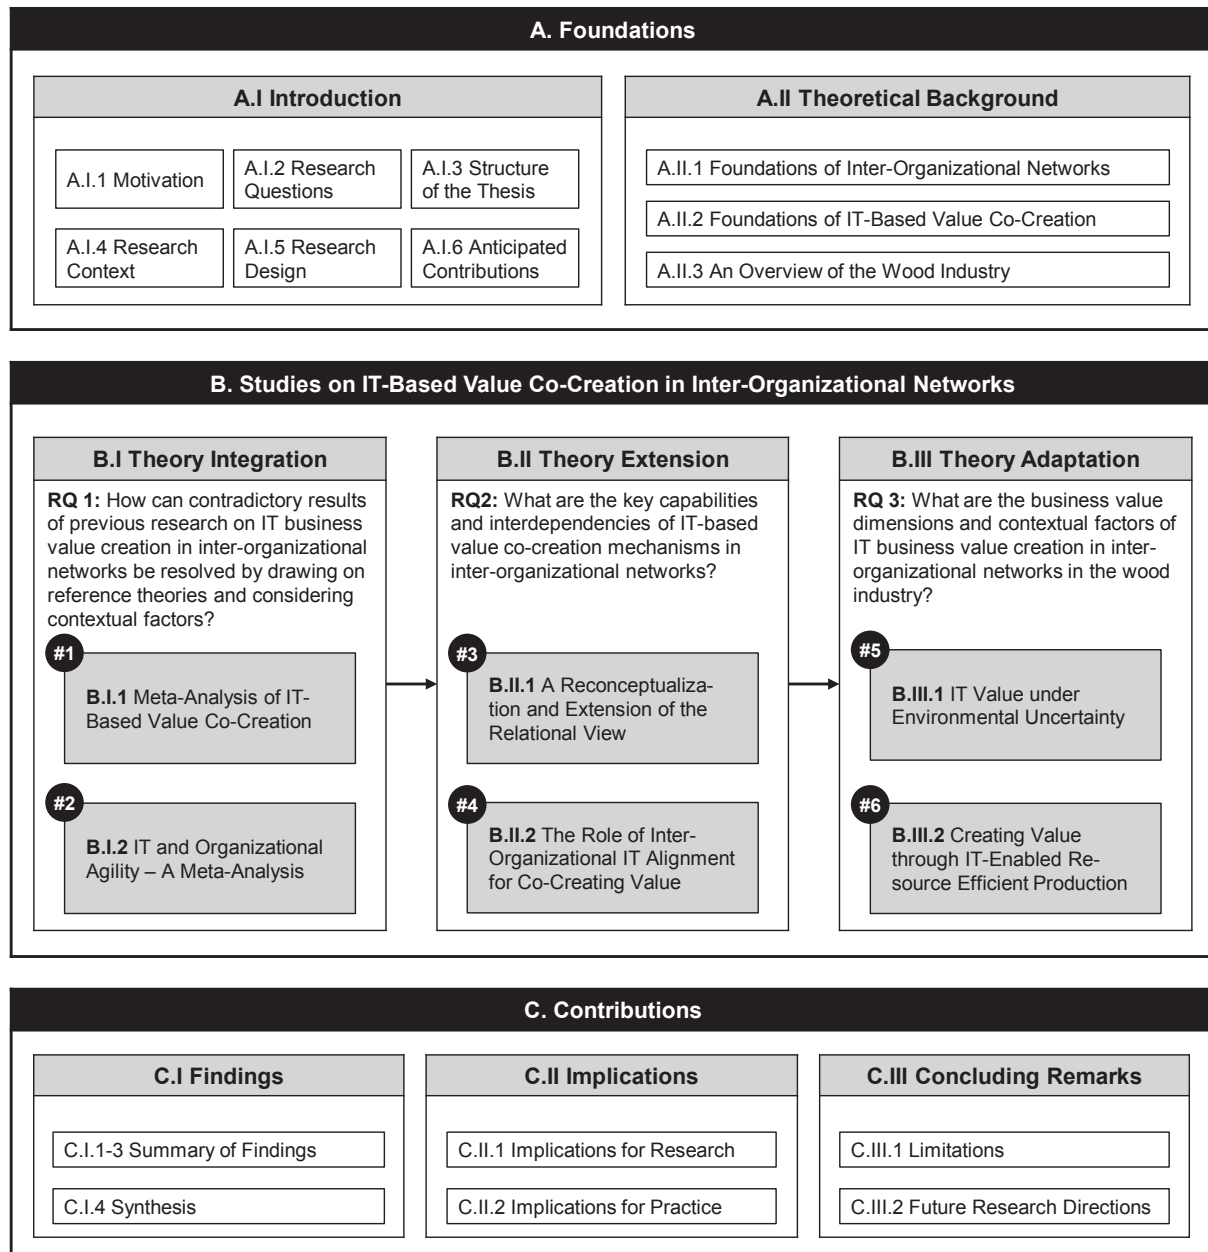 A. Foundations
A.I Introduction
A.I.1 Motivation
A.I.2 Research
Questions
A.I.3 Structure
of the Thesis
A.I.4 Research
Context
A.I.5 Research
Design
A.I.6 Anticipated
Contributions
A.II Theoretical Background
A.II.1 Foundations of Inter-Organizational Networks
A.II.2 Foundations of IT-Based Value Co-Creation
A.II.3 An Overview of the Wood Industry
B. Studies on IT-Based Value Co-Creation in Inter-Organizational Networks
B.I Theory Integration
RQ 1: How can contradictory results
of previous research on IT business
value creation in inter-organizational
networks be resolved by drawing on
reference theories and considering
contextual factors?
#1
B.I.1 Meta-Analysis of IT-
Based Value Co-Creation
#2
B.I.2 IT and Organizational
Agility – A Meta-Analysis
B.II Theory Extension
RQ2: What are the key capabilities
and interdependencies of IT-based
value co-creation mechanisms in
inter-organizational networks?
#3
B.II.1 A Reconceptualiza-
tion and Extension of the
Relational View
#4
B.II.2 The Role of Inter-
Organizational IT Alignment
for Co-Creating Value
B.III Theory Adaptation
RQ 3: What are the business value
dimensions and contextual factors of
IT business value creation in inter-
organizational networks in the wood
industry?
#5
B.III.1 IT Value under
Environmental Uncertainty
#6
B.III.2 Creating Value
through IT-Enabled Re-
source Efficient Production
C. Contributions
C.I Findings
C.I.1-3 Summary of Findings
C.I.4 Synthesis
C.II Implications
C.II.1 Implications for Research
C.II.2 Implications for Practice
C.III Concluding Remarks
C.III.1 Limitations
C.III.2 Future Research Directions